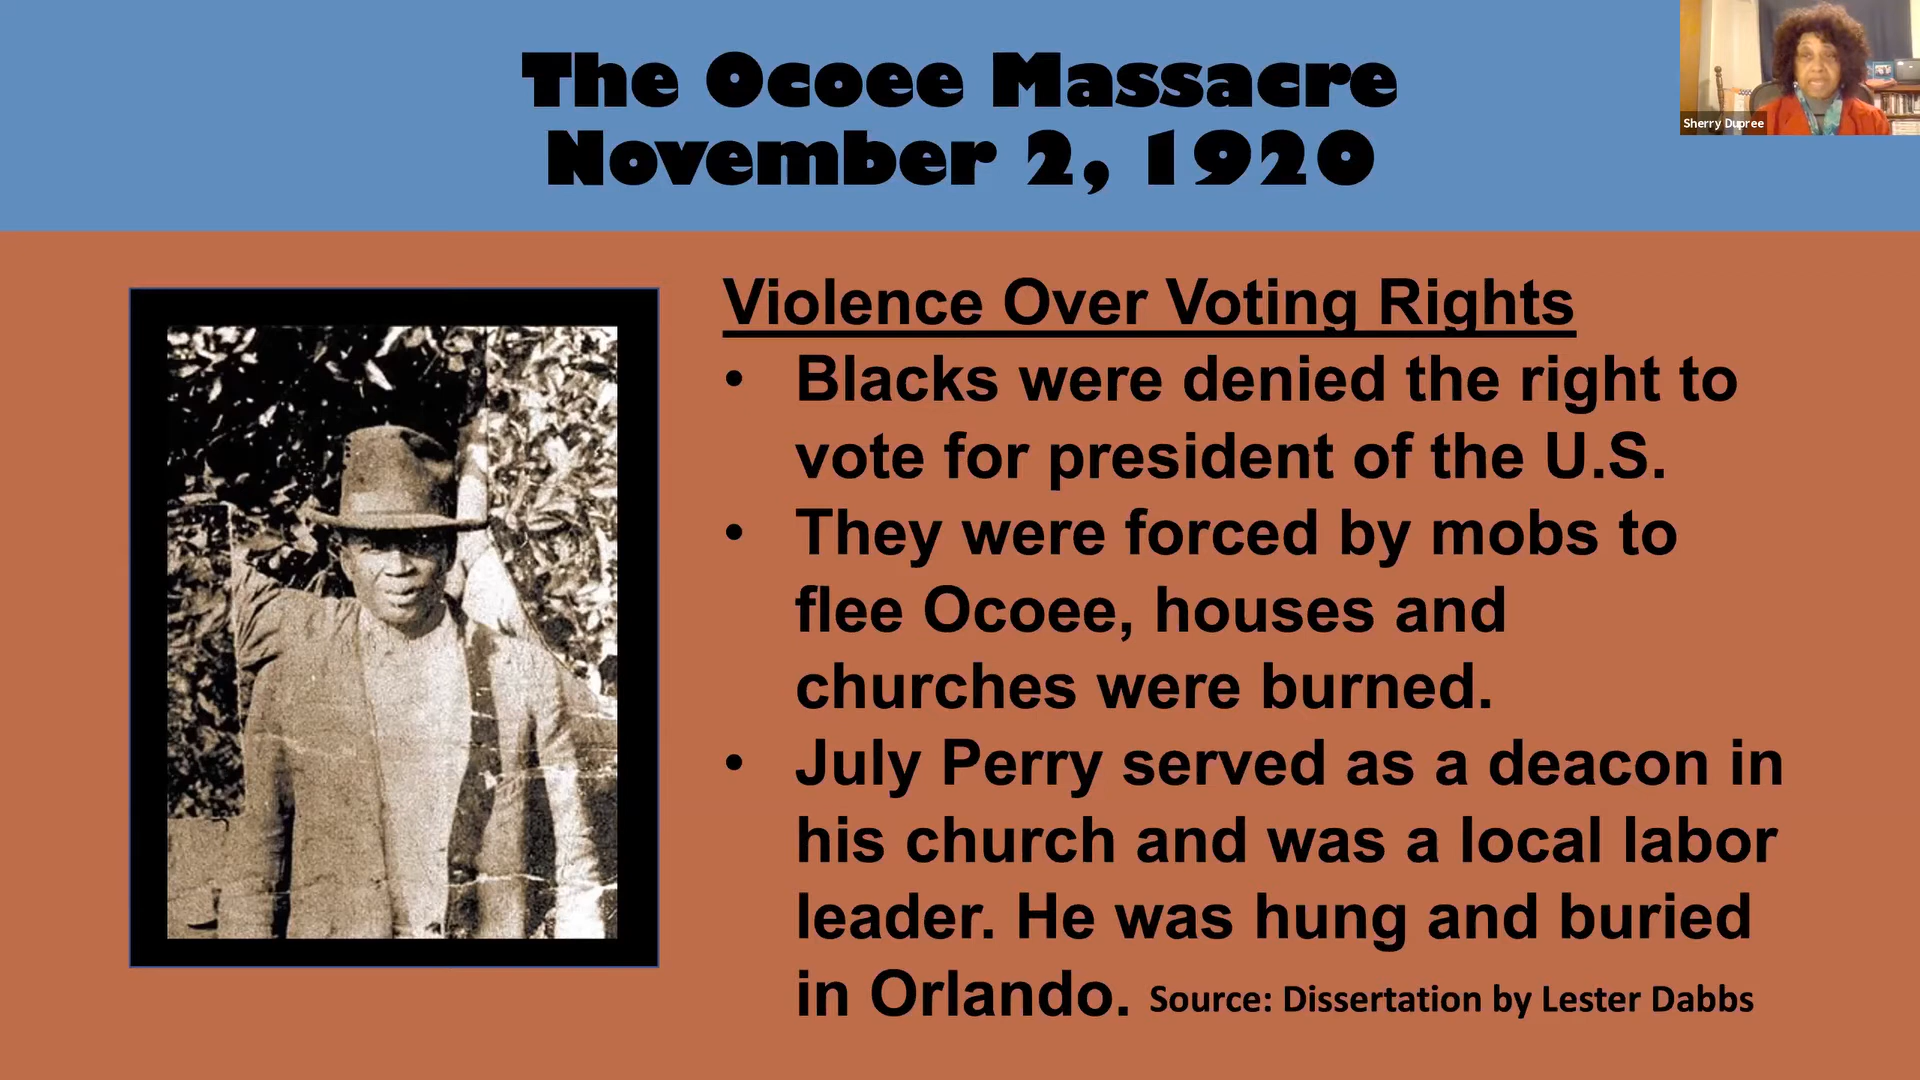 The Ocoee Massacre
November 2, 1920
Sherry Dupree
Violence Over Voting Rights
• Blacks were denied the right to
vote for president of the U.S.
• They were forced by mobs to
flee Ocoee, houses and
churches were burned.
• July Perry served as a deacon in
his church and was a local labor
leader. He was hung and buried
in Orlando. Source: Dissertation by Lester Dabbs